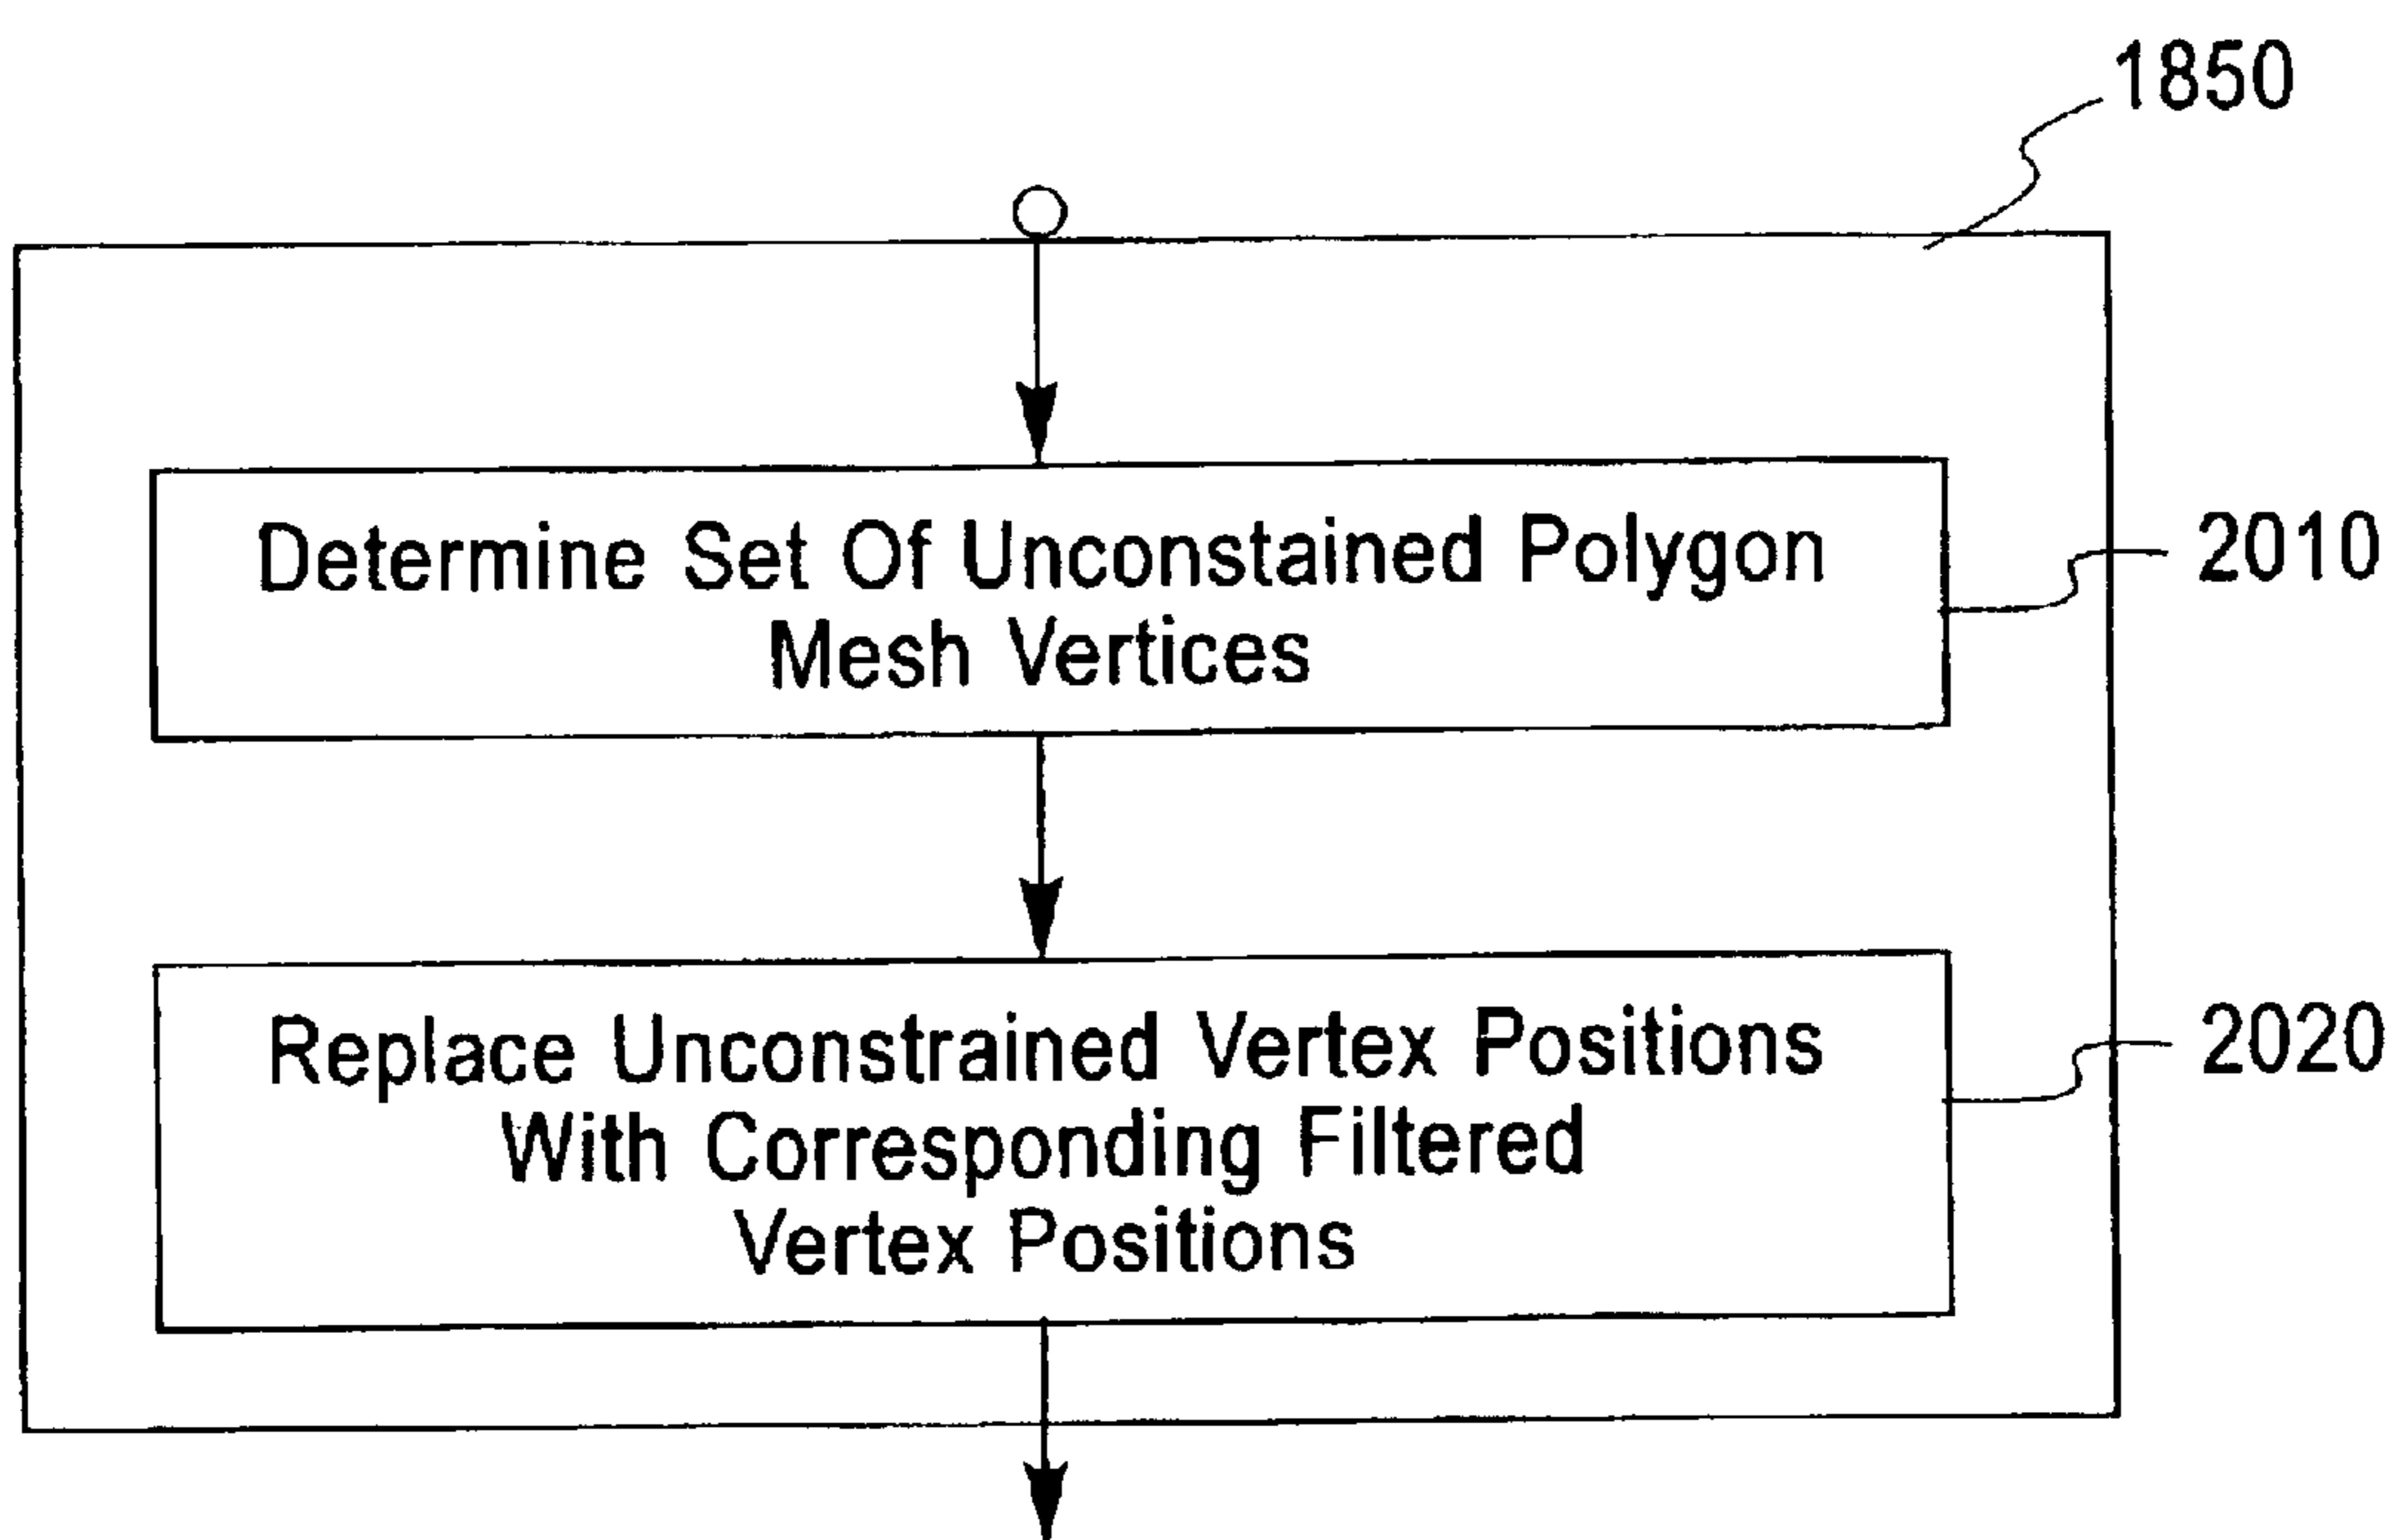 1850
Determine Set Of Unconstained Polygon
Mesh Vertices
2010
Replace Unconstrained Vertex Positions
With Corresponding Filtered
Vertex Positions
2020